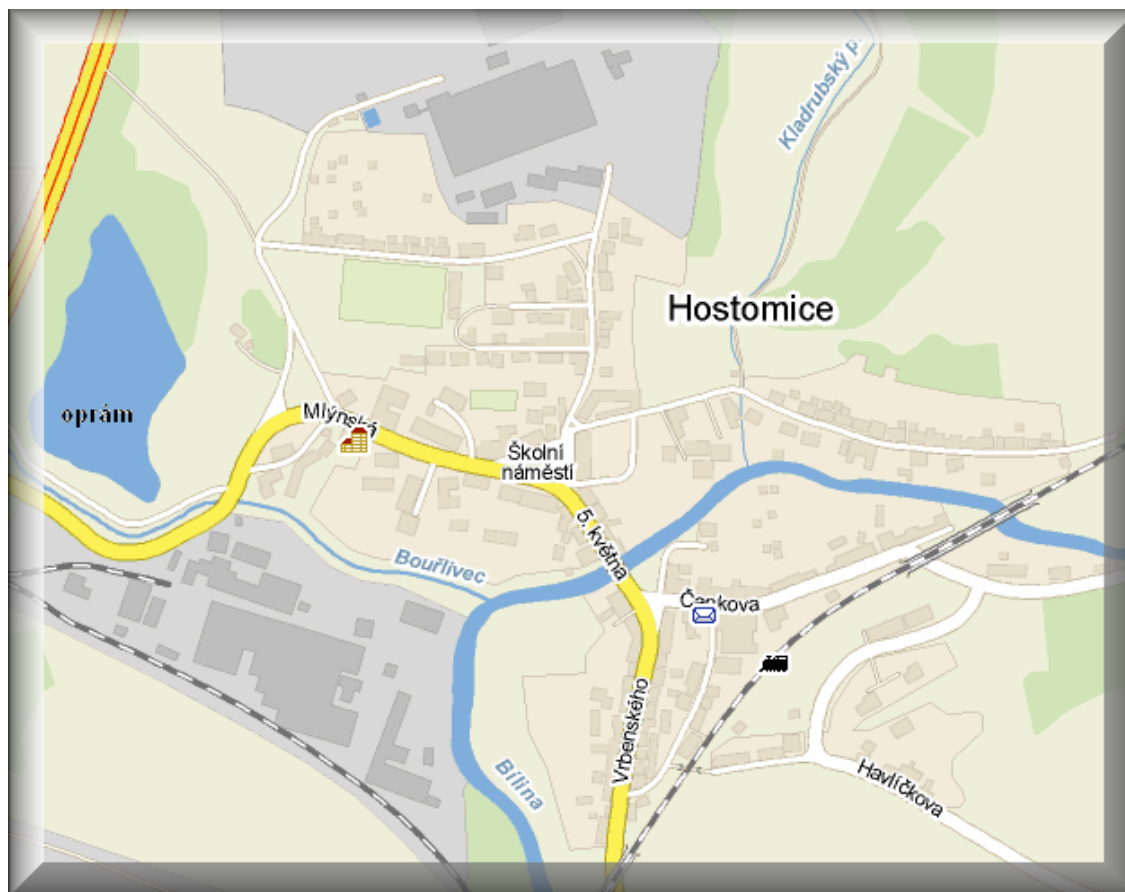 Kladrubský p.
Hostomice
oprám
Mlýnská
Školní
náměstí
5. května
Bouřlivec
Čapkova
Vrbenského
Bílina
Havlíčkova